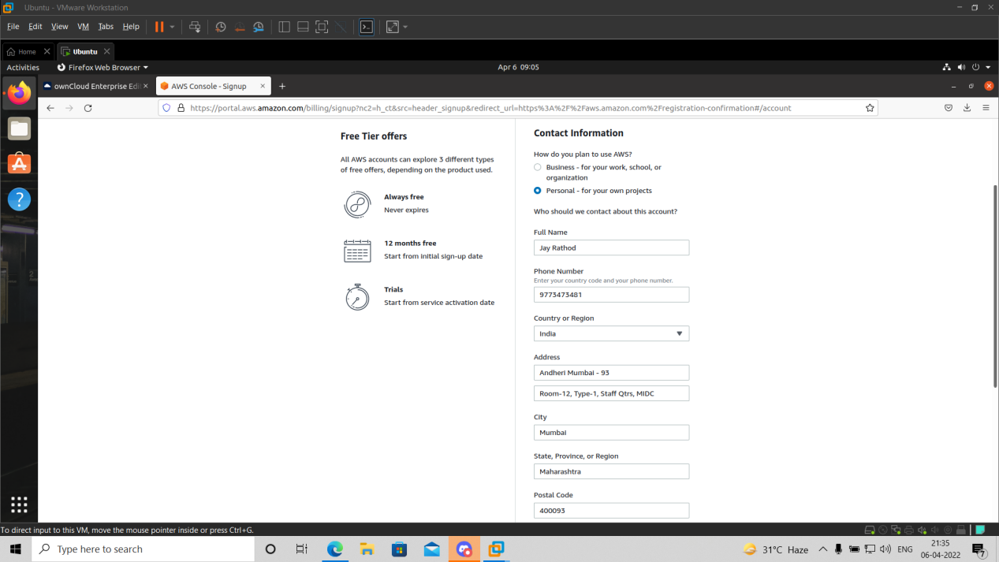 Ubuntu - VMware Workstation
File Edit View VM Tabs Help
Home
Ubuntu
Activities
Firefox Web Browser
Apr 6 09:05
ownCloud Enterprise Edi
AWS Console - Signup
https://portal.aws.amazon.com/billing/signup?nc2=h_ct&src=header_signup&redirect_url=https%3A%2F%2Faws.amazon.com%2Fregistration-confirmation#/account
Free Tier offers
All AWS accounts can explore 3 different types
of free offers, depending on the product used.
Always free
Never expires
12 months free
Start from initial sign-up date
Trials
Start from service activation date
Contact Information
How do you plan to use AWS?
Business - for your work, school, or
organization
Personal - for your own projects
Who should we contact about this account?
Full Name
Jay Rathod
Phone Number
Enter your country code and your phone number.
9773473481
Country or Region
India
Address
Andheri Mumbai - 93
Room-12, Type-1, Staff Qtrs, MIDC
City
Mumbai
State, Province, or Region
Maharashtra
Postal Code
400093
To direct input to this VM, move the mouse pointer inside or press Ctrl+G.
Type here to search
31°C Haze
ENG
21:35
06-04-2022
7